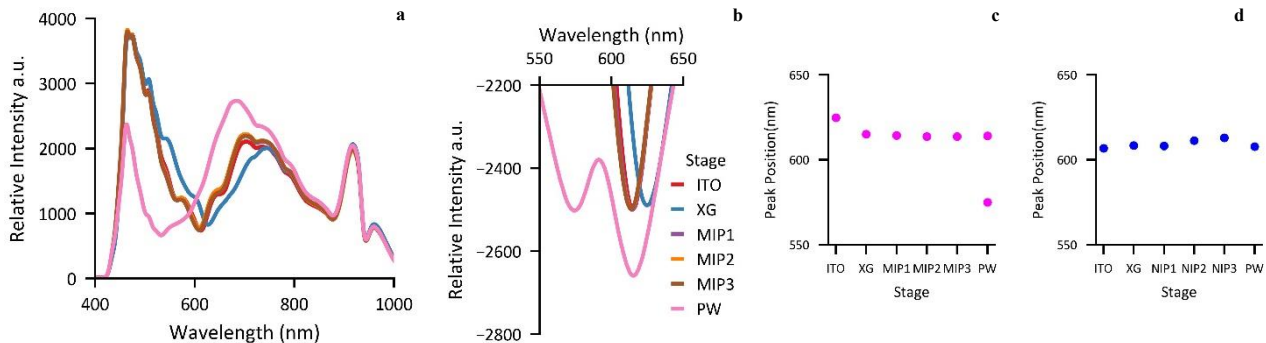 a
4000
3000
2000
1000
0
Relative Intensity a.u.
400 600 800 1000
Wavelength (nm)
b
Wavelength (nm)
550 600 650
−2200
−2400
−2600
−2800
Relative Intensity a.u.
Stage
ITO
XG
MIP1
MIP2
MIP3
PW
c
650
600
550
Peak Position(nm)
ITO XG MIP1 MIP2 MIP3 PW
Stage
d
650
600
550
Peak Position(nm)
ITO XG NIP1 NIP2 NIP3 PW
Stage